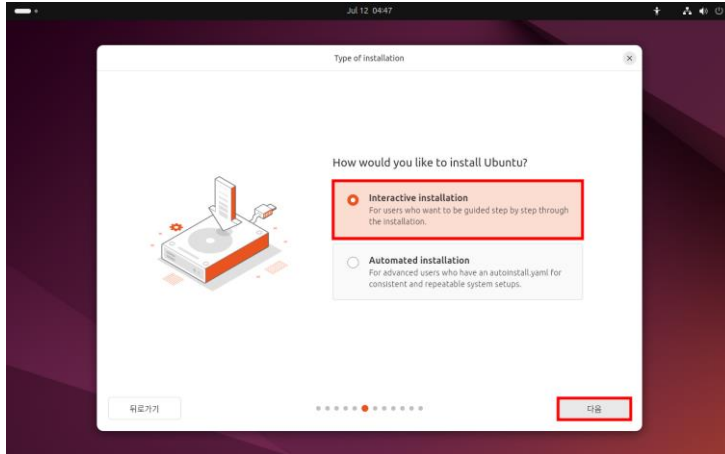 Jul 12 04:47
Type of installation
How would you like to install Ubuntu?
Interactive installation
For users who want to be guided step by step through
the installation.
Automated installation
For advanced users who have an autoinstall.yaml for
consistent and repeatable system setups.
뒤로가기
다음